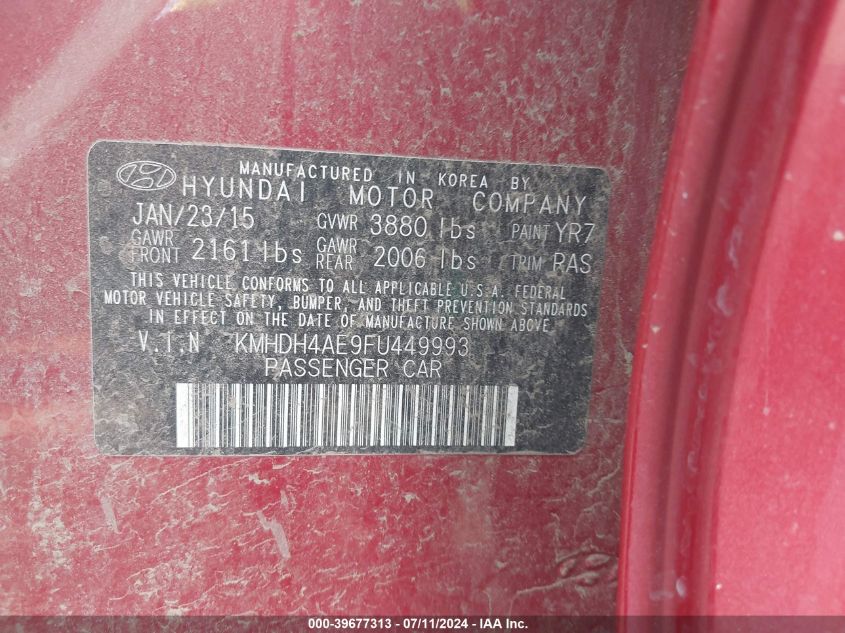 MANUFACTURED IN KOREA BY
HYUNDAI MOTOR COMPANY
JAN/23/15 GVWR 3880 lbs PAINT YR7
GAWR FRONT 2161 lbs GAWR REAR 2006 lbs TRIM RAS
THIS VEHICLE CONFORMS TO ALL APPLICABLE U.S.A. FEDERAL
MOTOR VEHICLE SAFETY, BUMPER, AND THEFT PREVENTION STANDARDS
IN EFFECT ON THE DATE OF MANUFACTURE SHOWN ABOVE.
V.I.N KMHDH4AE9FU449993
PASSENGER CAR
000-39677313 - 07/11/2024 - IAA Inc.